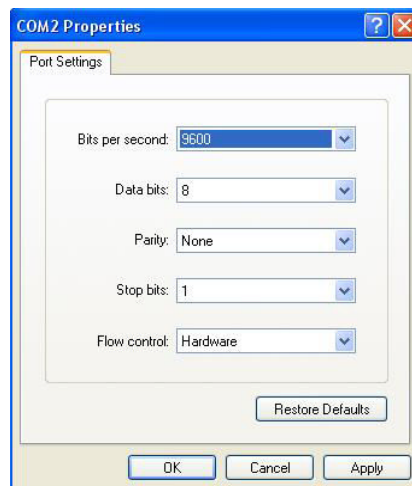 COM2 Properties
Port Settings
Bits per second: 9600
Data bits: 8
Parity: None
Stop bits: 1
Flow control: Hardware
Restore Defaults
OK Cancel Apply